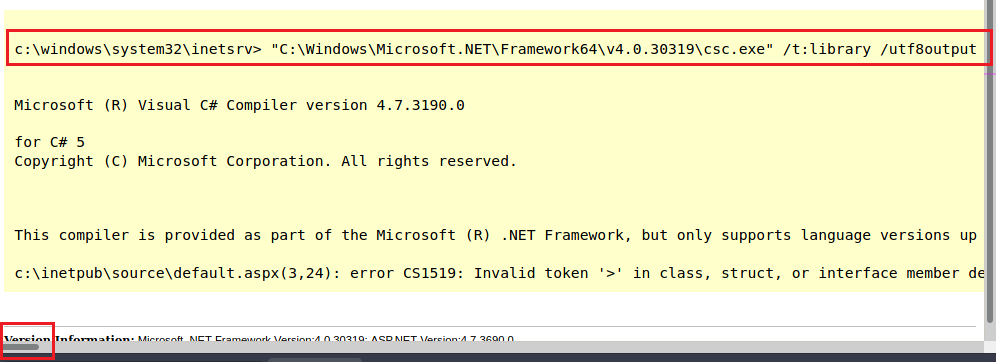 c:\windows\system32\inetsrv> "C:\Windows\Microsoft.NET\Framework64\v4.0.30319\csc.exe" /t:library /utf8output
Microsoft (R) Visual C# Compiler version 4.7.3190.0
for C# 5
Copyright (C) Microsoft Corporation. All rights reserved.
This compiler is provided as part of the Microsoft (R) .NET Framework, but only supports language versions up
c:\inetpub\source\default.aspx(3,24): error CS1519: Invalid token '>' in class, struct, or interface member de
Version Information: Microsoft .NET Framework Version:4.0.30319; ASP.NET Version:4.7.3690.0